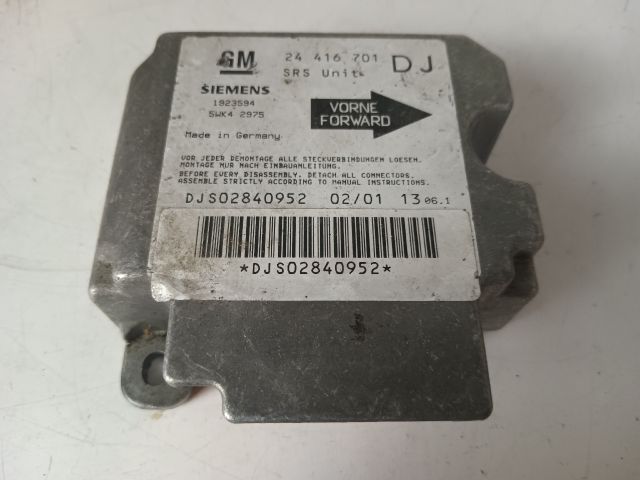 GM 24 416 701 DJ
SRS Unit
SIEMENS
1923594
5WK4 2975
VORNE
FORWARD
Made in Germany
VOR JEDER DEMONTAGE ALLE STECKVERBINDUNGEN LOESEN.
MONTAGE NUR NACH EINBAUANLEITUNG.
BEFORE EVERY DISASSEMBLY, DETACH ALL CONNECTORS.
ASSEMBLE STRICTLY ACCORDING TO MANUAL INSTRUCTIONS.
DJS02840952 02/01 13 06.1
*DJS02840952*